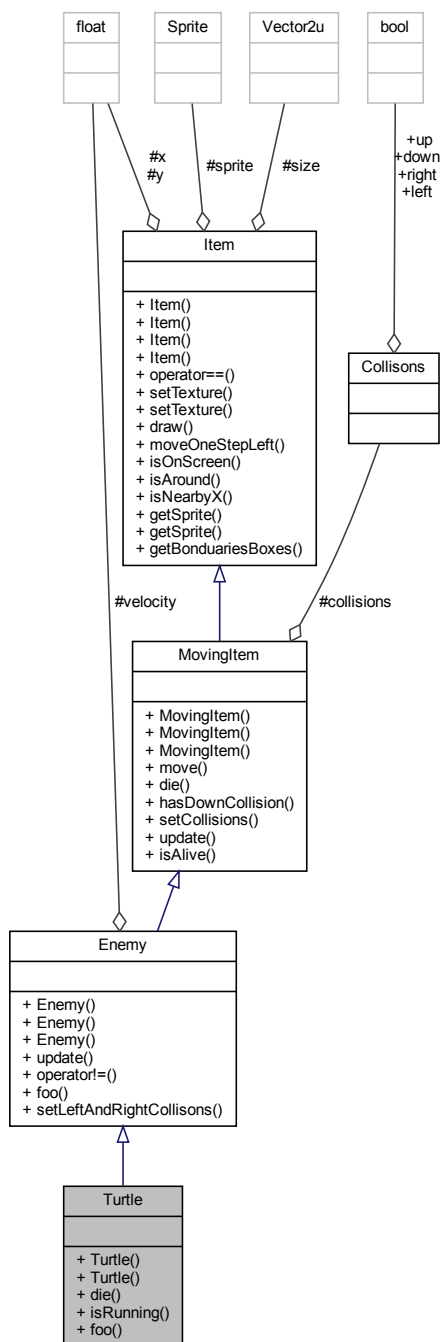 float
Sprite
Vector2u
bool
#x
#y
#sprite
#size
+up
+down
+right
+left
Item
+ Item()
+ Item()
+ Item()
+ Item()
+ operator==()
+ setTexture()
+ setTexture()
+ draw()
+ moveOneStepLeft()
+ isOnScreen()
+ isAround()
+ isNearbyX()
+ getSprite()
+ getSprite()
+ getBonduariesBoxes()
Collisons
#velocity
#collisions
MovingItem
+ MovingItem()
+ MovingItem()
+ MovingItem()
+ move()
+ die()
+ hasDownCollision()
+ setCollisions()
+ update()
+ isAlive()
Enemy
+ Enemy()
+ Enemy()
+ Enemy()
+ update()
+ operator!=()
+ foo()
+ setLeftAndRightCollisons()
Turtle
+ Turtle()
+ Turtle()
+ die()
+ isRunning()
+ foo()